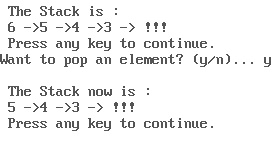 The Stack is :
6 ->5 ->4 ->3 -> !!!
Press any key to continue.
Want to pop an element? (y/n)... y
The Stack now is :
5 ->4 ->3 -> !!!
Press any key to continue.